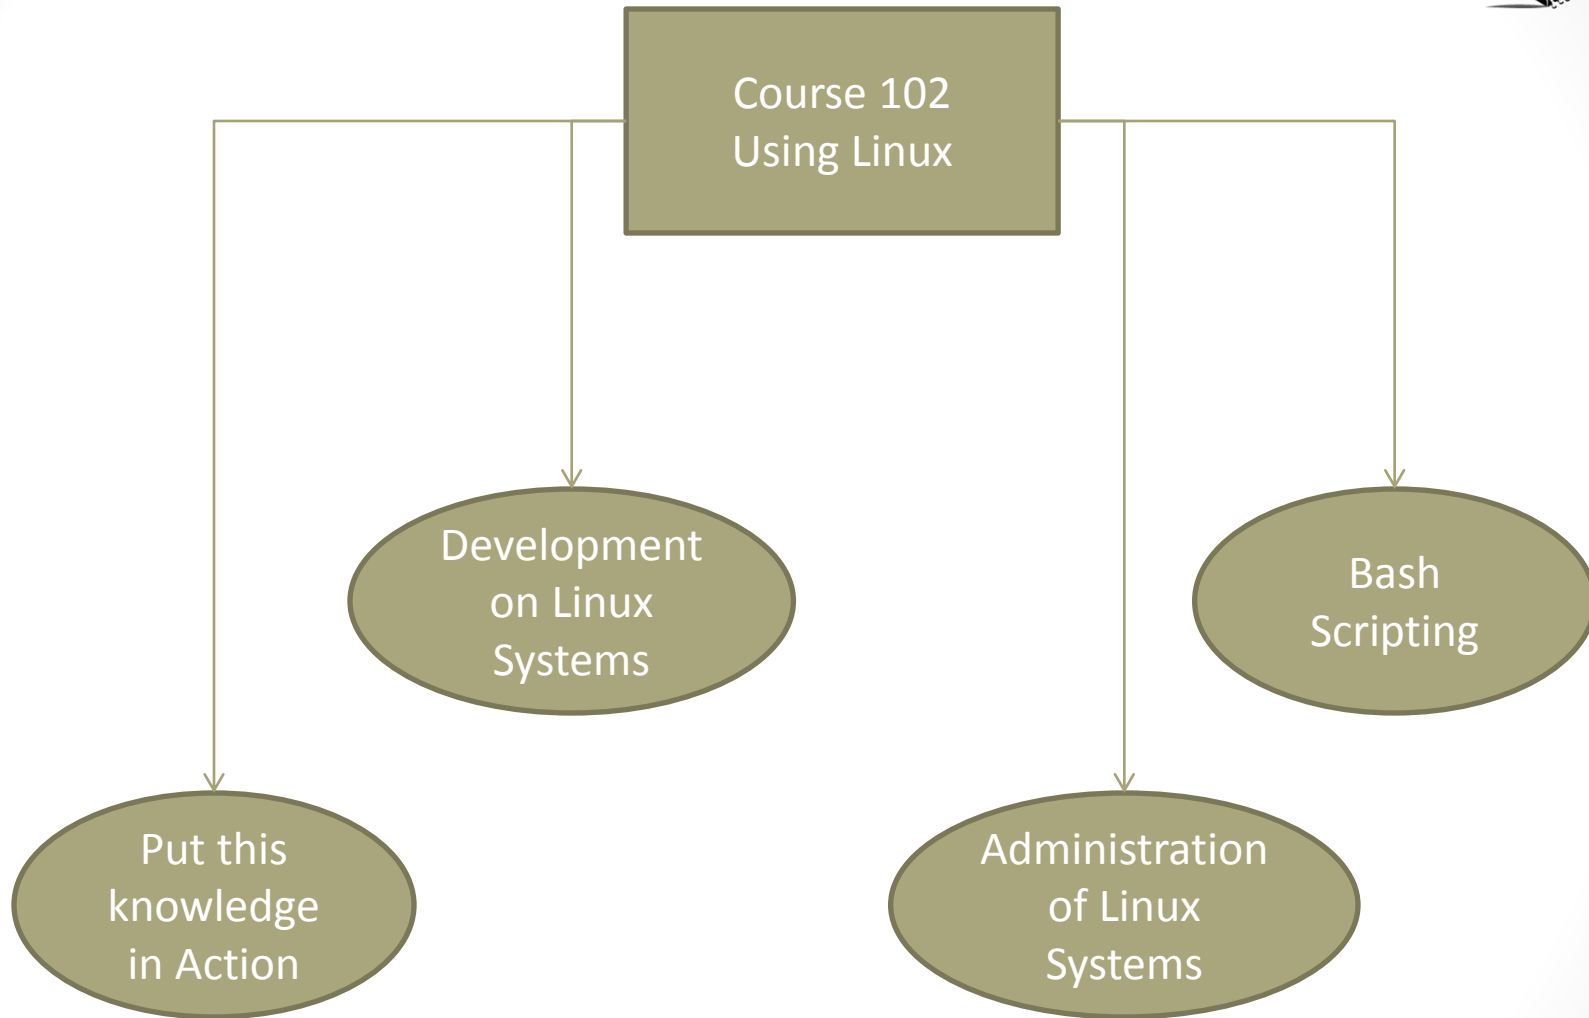 Course 102
Using Linux
Development
on Linux
Systems
Bash
Scripting
Put this
knowledge
in Action
Administration
of Linux
Systems